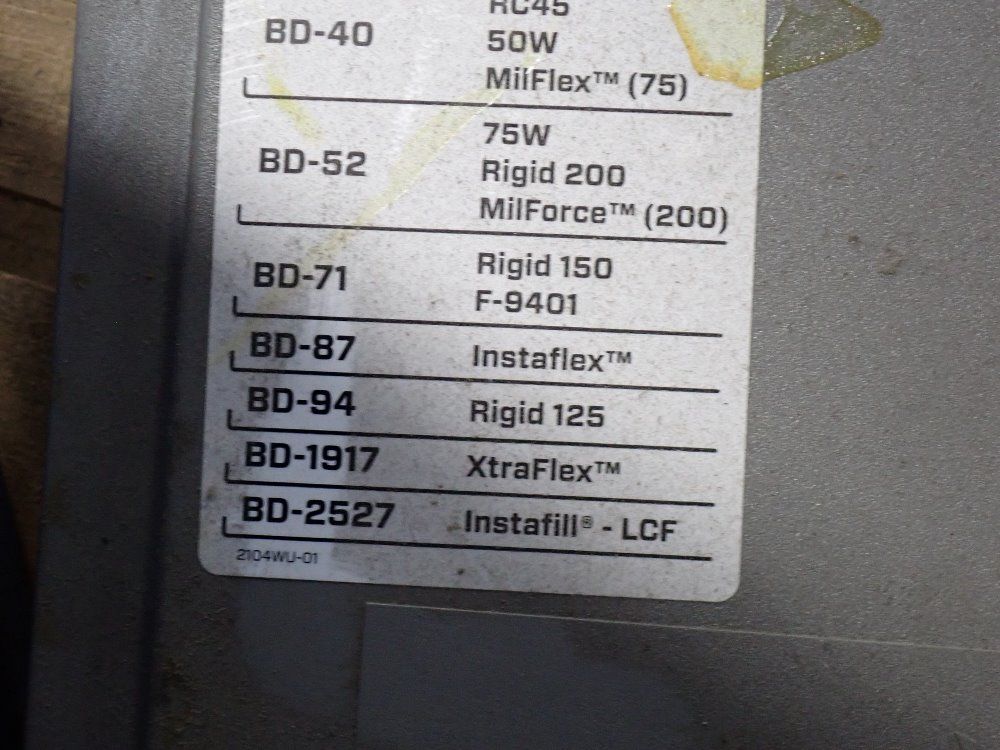 RC45
BD-40 50W
MilFlex™ (75)
75W
BD-52 Rigid 200
MilForce™ (200)
BD-71 Rigid 150
F-9401
BD-87 Instaflex™
BD-94 Rigid 125
BD-1917 XtraFlex™
BD-2527 Instafill® - LCF
2104WU-01